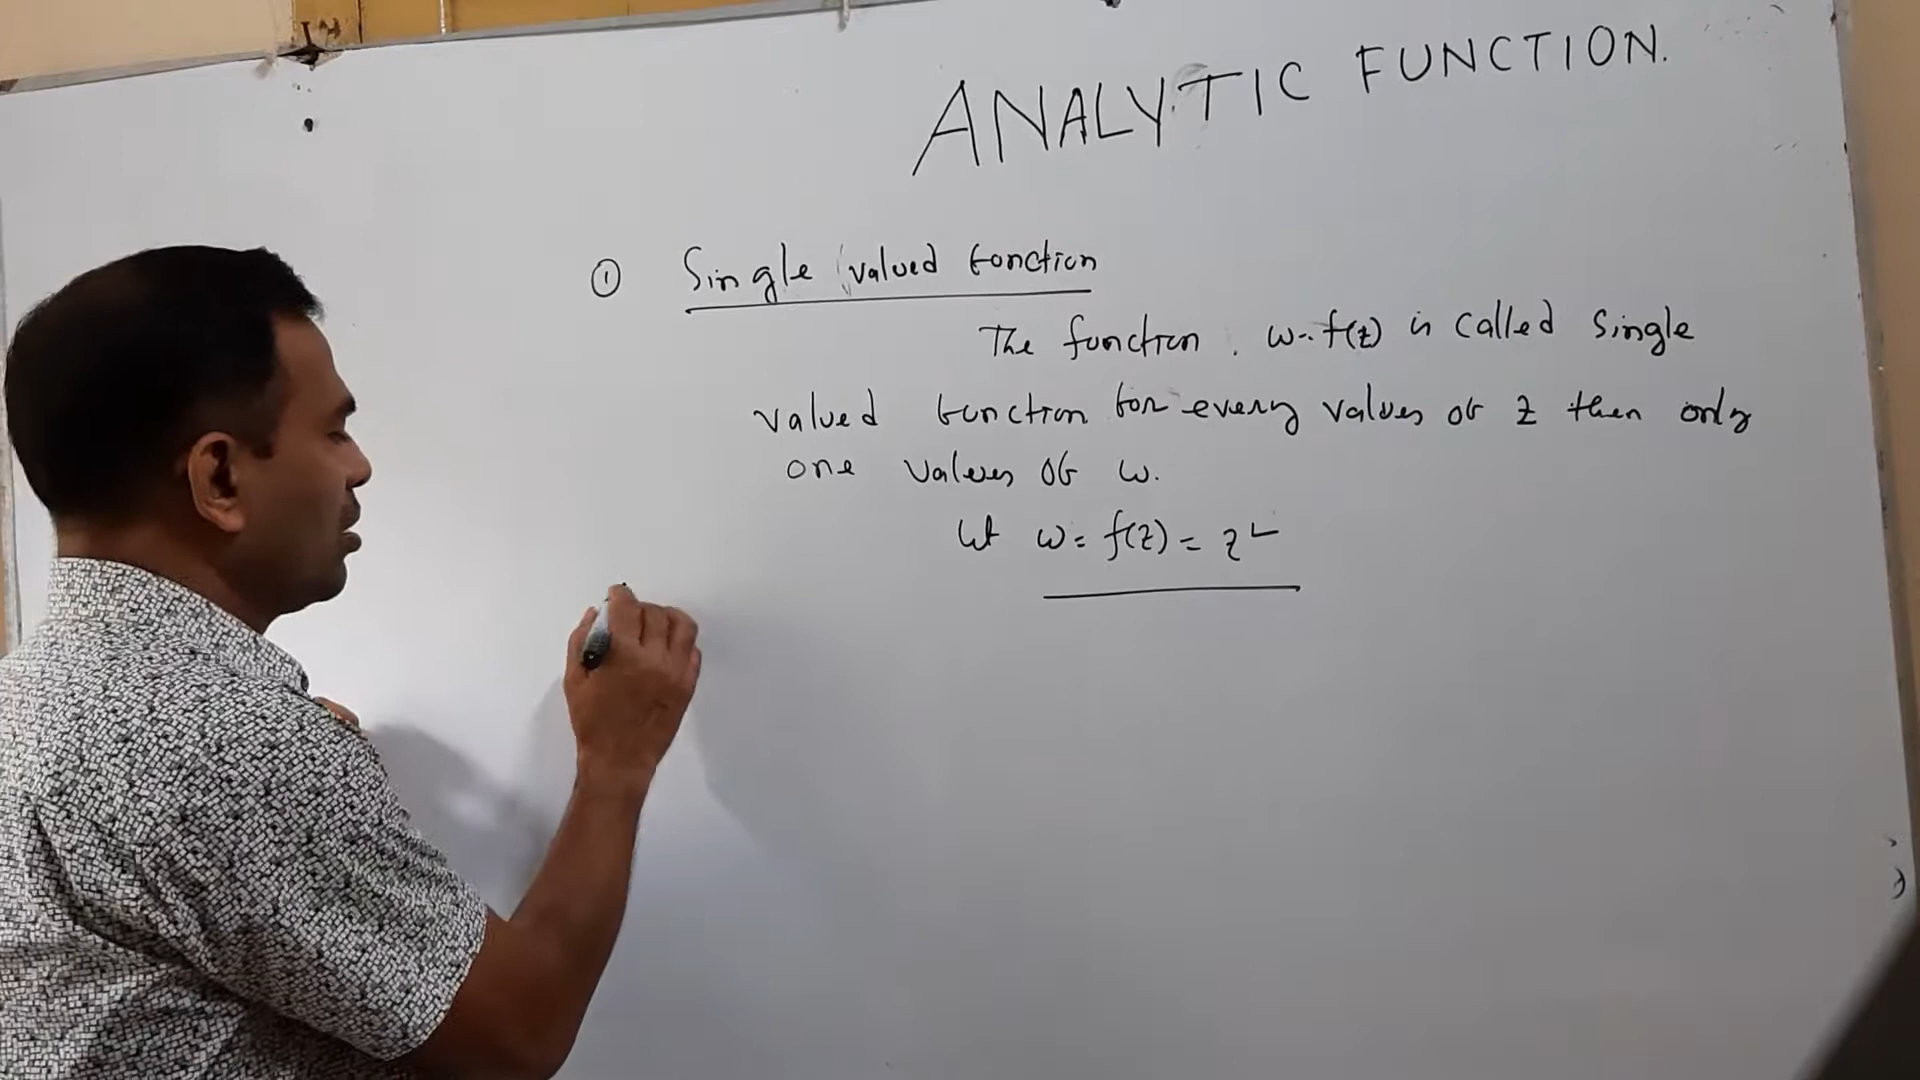 ANALYTIC FUNCTION.
① Single valued function
The function. w = f(z) is called single
valued function for every values of z then only
one values of w.
Let w = f(z) = z²